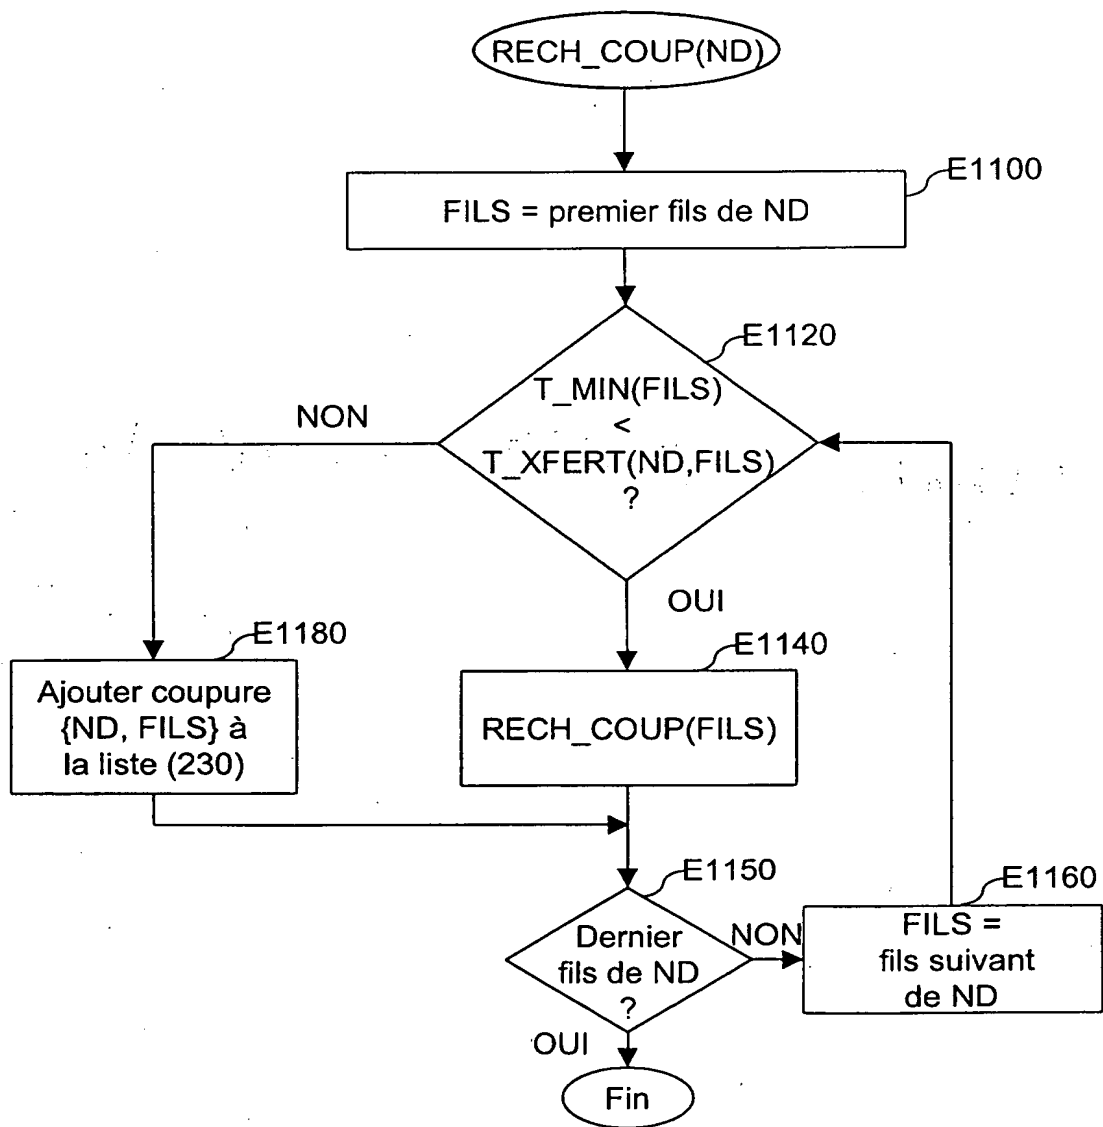 RECH_COUP(ND)
E1100
FILS = premier fils de ND
E1120
T_MIN(FILS)
<
T_XFERT(ND,FILS)
?
NON
OUI
E1180
Ajouter coupure
{ND, FILS} à
la liste (230)
E1140
RECH_COUP(FILS)
E1150
Dernier
fils de ND
?
NON
E1160
FILS =
fils suivant
de ND
OUI
Fin